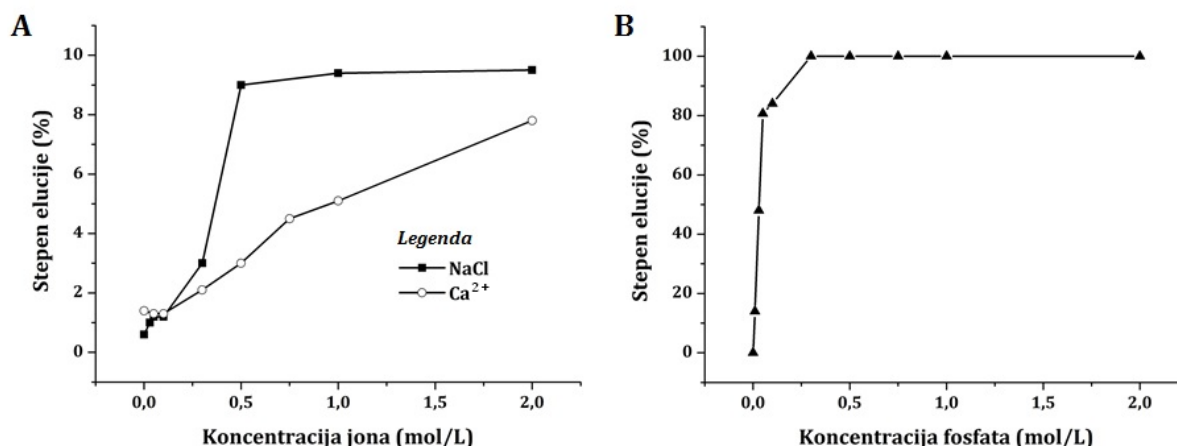 A
Stepen elucije (%)
10
8
6
4
2
0
Legenda
NaCl
Ca²⁺
0,0 0,5 1,0 1,5 2,0
Koncentracija jona (mol/L)
B
Stepen elucije (%)
100
80
60
40
20
0
0,0 0,5 1,0 1,5 2,0
Koncentracija fosfata (mol/L)